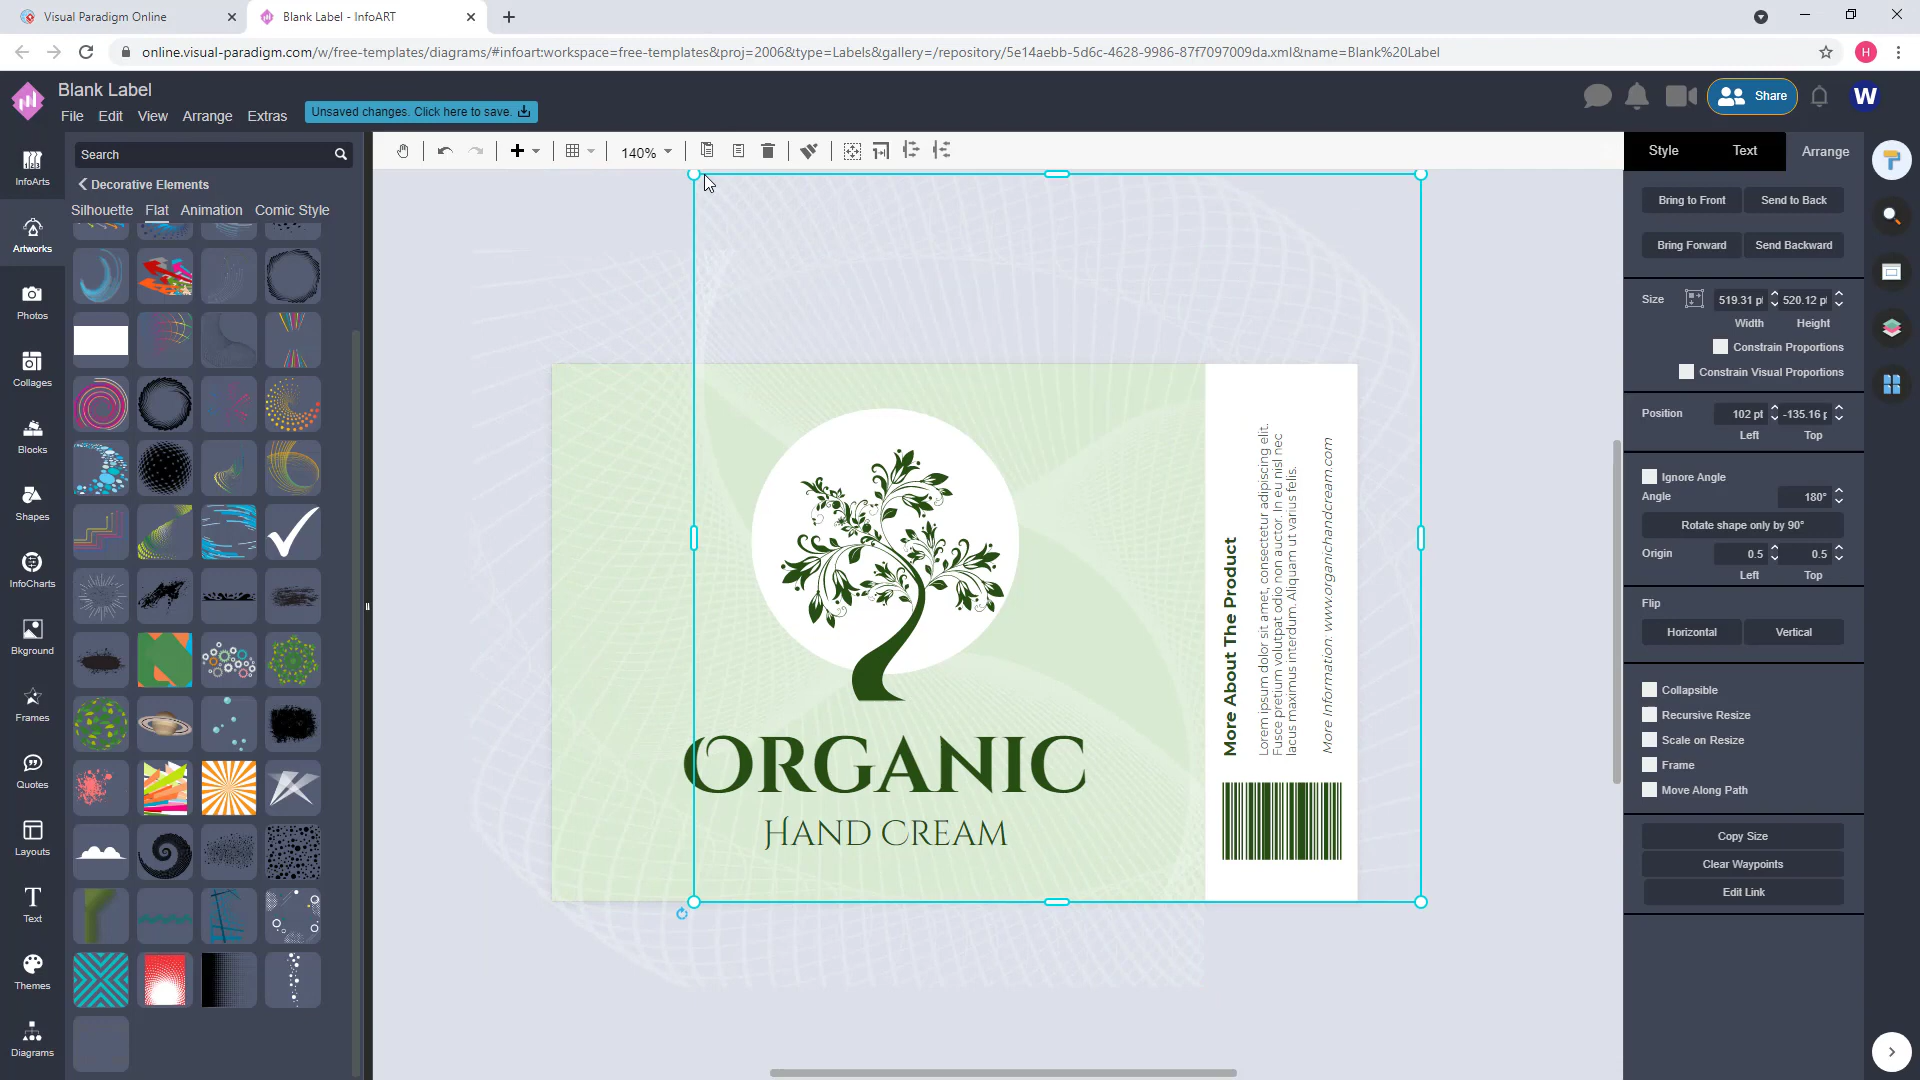 Visual Paradigm Online
Blank Label - InfoART
online.visual-paradigm.com/w/free-templates/diagrams/#infoart:workspace=free-templates&proj=2006&type=Labels&gallery=/repository/5e14aebb-5d6c-4628-9986-87f7097009da.xml&name=Blank%20Label
H
Blank Label
File Edit View Arrange Extras
Unsaved changes. Click here to save.
Share
W
InfoArts
Artworks
Photos
Collages
Blocks
Shapes
InfoCharts
Bkground
Frames
Quotes
Layouts
Text
Themes
Diagrams
Search
Decorative Elements
Silhouette Flat Animation Comic Style
140%
ORGANIC
HAND CREAM
More About The Product
Lorem ipsum dolor sit amet, consectetur adipiscing elit.
Fusce pretium volutpat odio non auctor. In eu nisl nec
lacus maximus interdum. Aliquam ut varius felis.
More Information: www.organichandcream.com
Style Text Arrange
Bring to Front Send to Back
Bring Forward Send Backward
Size 519.31 pt 520.12 pt
Width Height
Constrain Proportions
Constrain Visual Proportions
Position 102 pt -135.16 p
Left Top
Ignore Angle
Angle 180°
Rotate shape only by 90°
Origin 0.5 0.5
Left Top
Flip
Horizontal Vertical
Collapsible
Recursive Resize
Scale on Resize
Frame
Move Along Path
Copy Size
Clear Waypoints
Edit Link